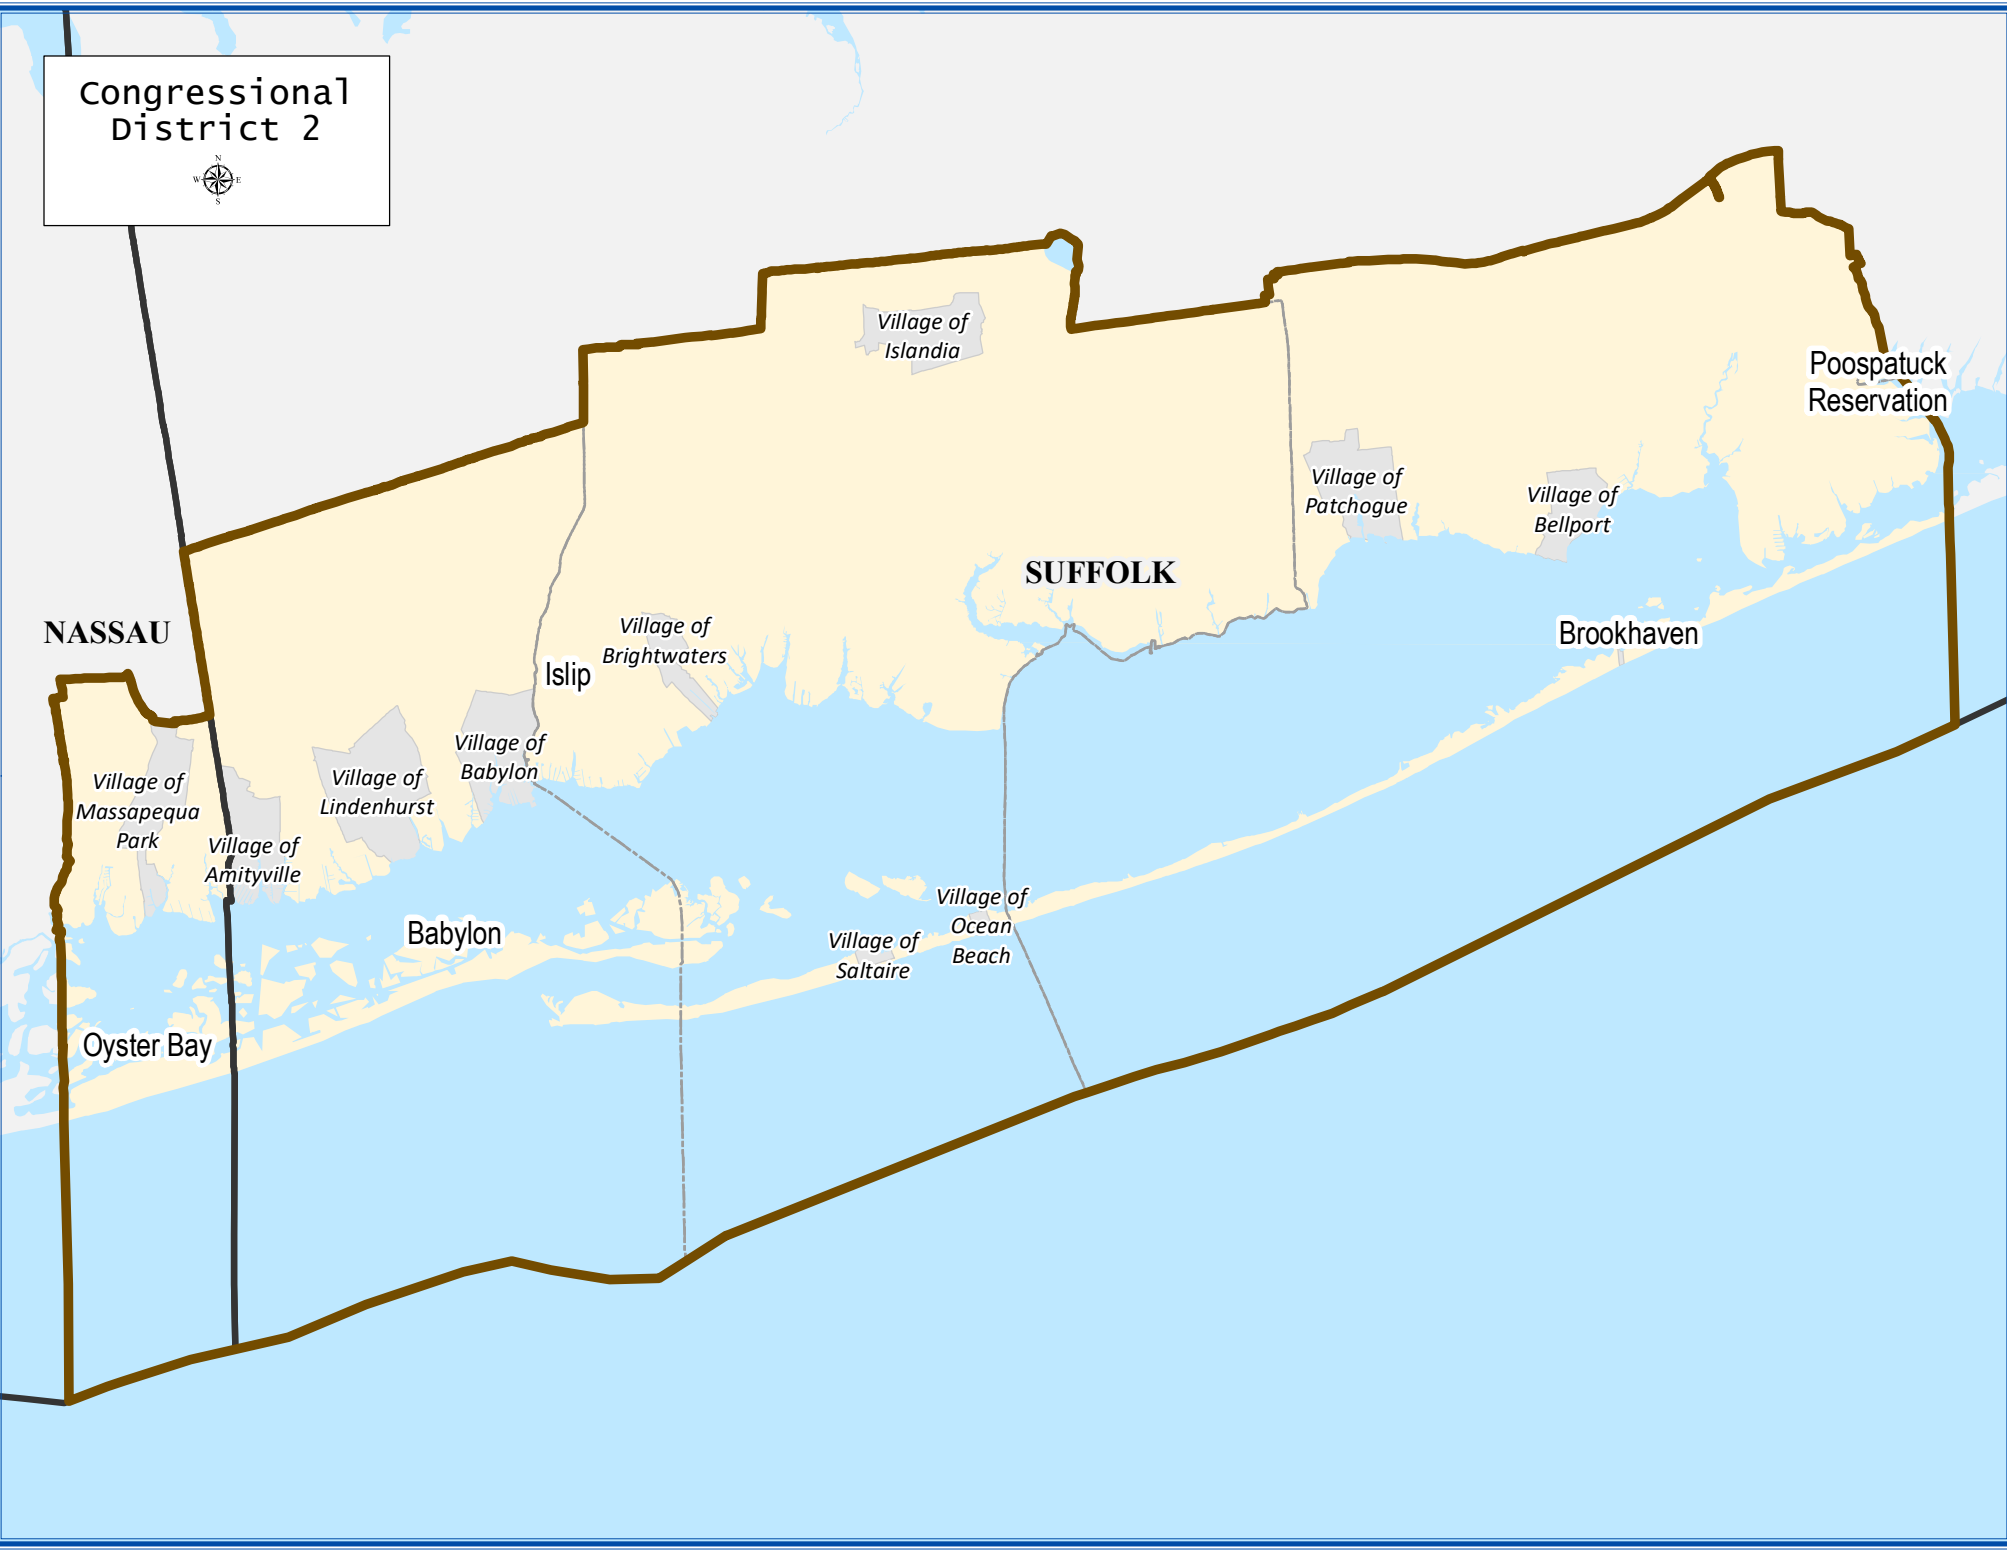 Congressional
District 2
N
W E
S
Village of
Islandia
Poospatuck
Reservation
Village of
Patchogue
Village of
Bellport
SUFFOLK
NASSAU
Village of
Brightwaters
Brookhaven
Islip
Village of
Babylon
Village of
Massapequa
Park
Village of
Lindenhurst
Village of
Amityville
Village of
Ocean
Beach
Babylon
Village of
Saltaire
Oyster Bay